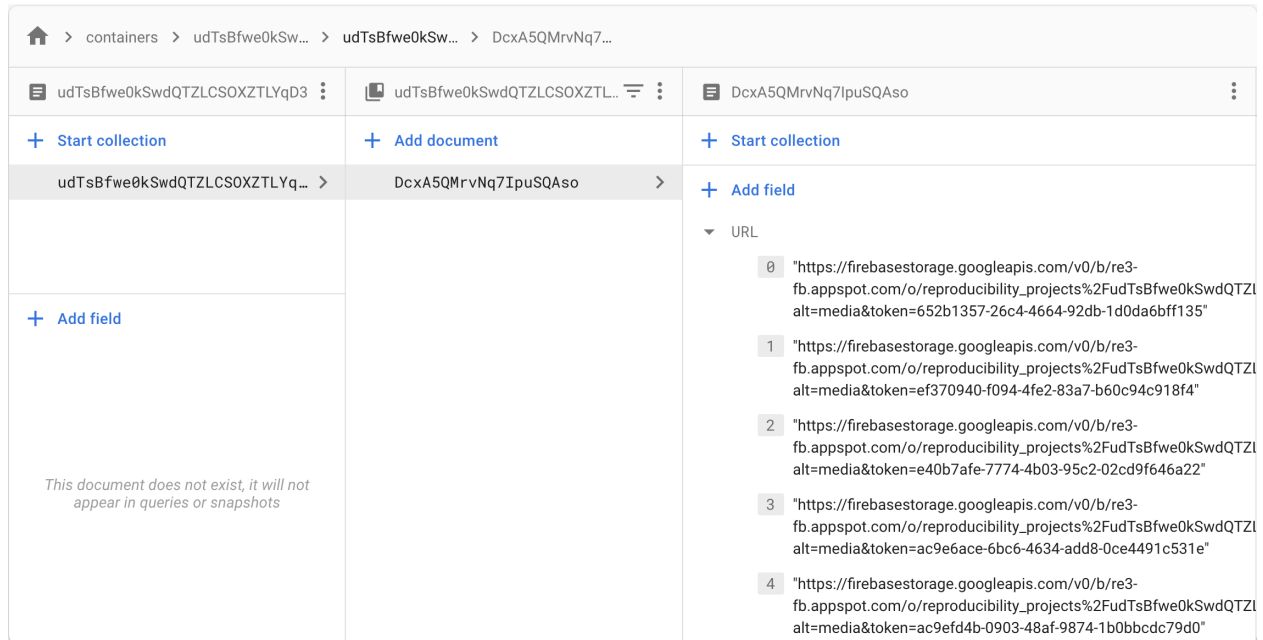 containers
udTsBfwe0kSw...
udTsBfwe0kSw...
DcxA5QMrvNq7...
udTsBfwe0kSwdQTZLCSOXZTLYqD3
Start collection
udTsBfwe0kSwdQTZLCSOXZTLYq...
Add field
This document does not exist, it will not
appear in queries or snapshots
udTsBfwe0kSwdQTZLCSOXZTL...
Add document
DcxA5QMrvNq7IpuSQAso
DcxA5QMrvNq7IpuSQAso
Start collection
Add field
URL
0 "https://firebasestorage.googleapis.com/v0/b/re3-
fb.appspot.com/o/reproducibility_projects%2FudTsBfwe0kSwdQTZL
alt=media&token=652b1357-26c4-4664-92db-1d0da6bff135"
1 "https://firebasestorage.googleapis.com/v0/b/re3-
fb.appspot.com/o/reproducibility_projects%2FudTsBfwe0kSwdQTZL
alt=media&token=ef370940-f094-4fe2-83a7-b60c94c918f4"
2 "https://firebasestorage.googleapis.com/v0/b/re3-
fb.appspot.com/o/reproducibility_projects%2FudTsBfwe0kSwdQTZL
alt=media&token=e40b7afe-7774-4b03-95c2-02cd9f646a22"
3 "https://firebasestorage.googleapis.com/v0/b/re3-
fb.appspot.com/o/reproducibility_projects%2FudTsBfwe0kSwdQTZL
alt=media&token=ac9e6ace-6bc6-4634-add8-0ce4491c531e"
4 "https://firebasestorage.googleapis.com/v0/b/re3-
fb.appspot.com/o/reproducibility_projects%2FudTsBfwe0kSwdQTZL
alt=media&token=ac9efd4b-0903-48af-9874-1b0bbcdc79d0"